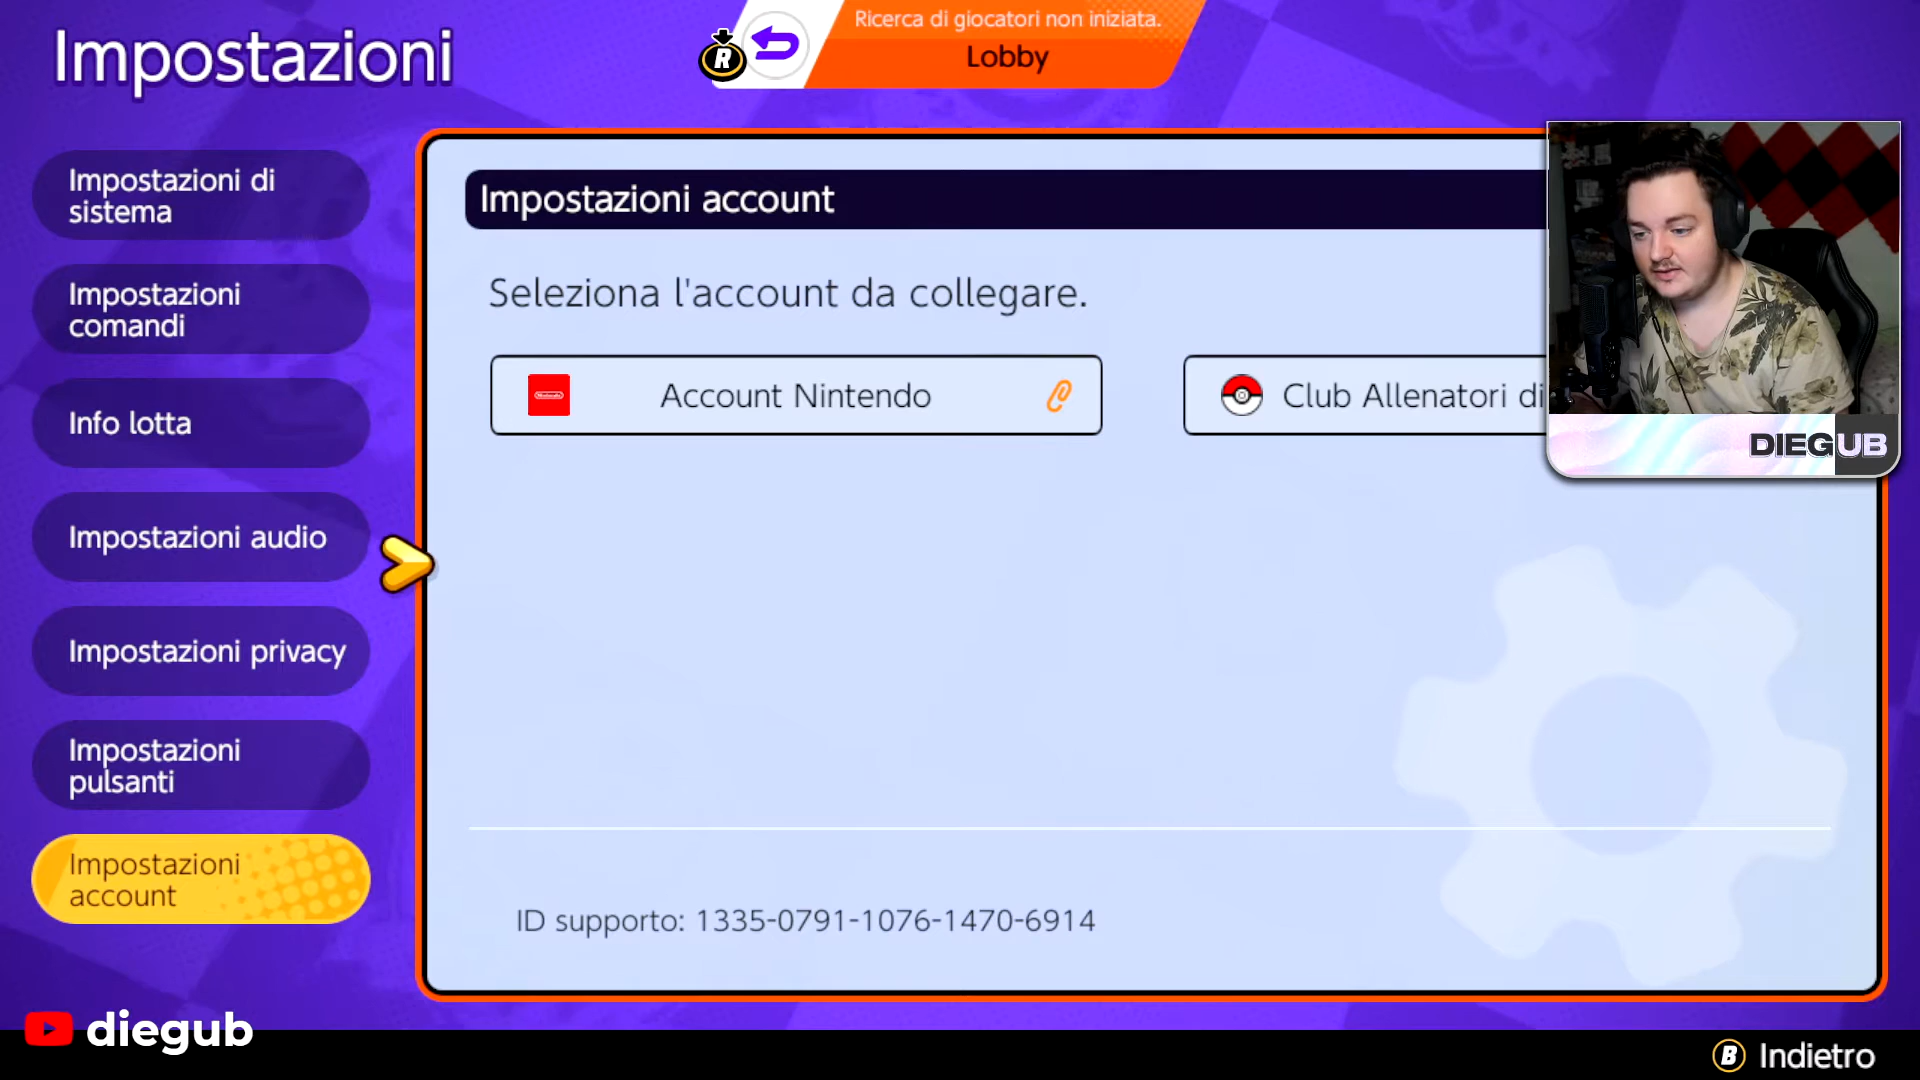 Impostazioni
R
Ricerca di giocatori non iniziata.
Lobby
Impostazioni di
sistema
Impostazioni
comandi
Info lotta
Impostazioni audio
Impostazioni privacy
Impostazioni
pulsanti
Impostazioni
account
Impostazioni account
Seleziona l'account da collegare.
Nintendo
Account Nintendo
Club Allenatori di
DIEGUB
ID supporto: 1335-0791-1076-1470-6914
diegub
B Indietro